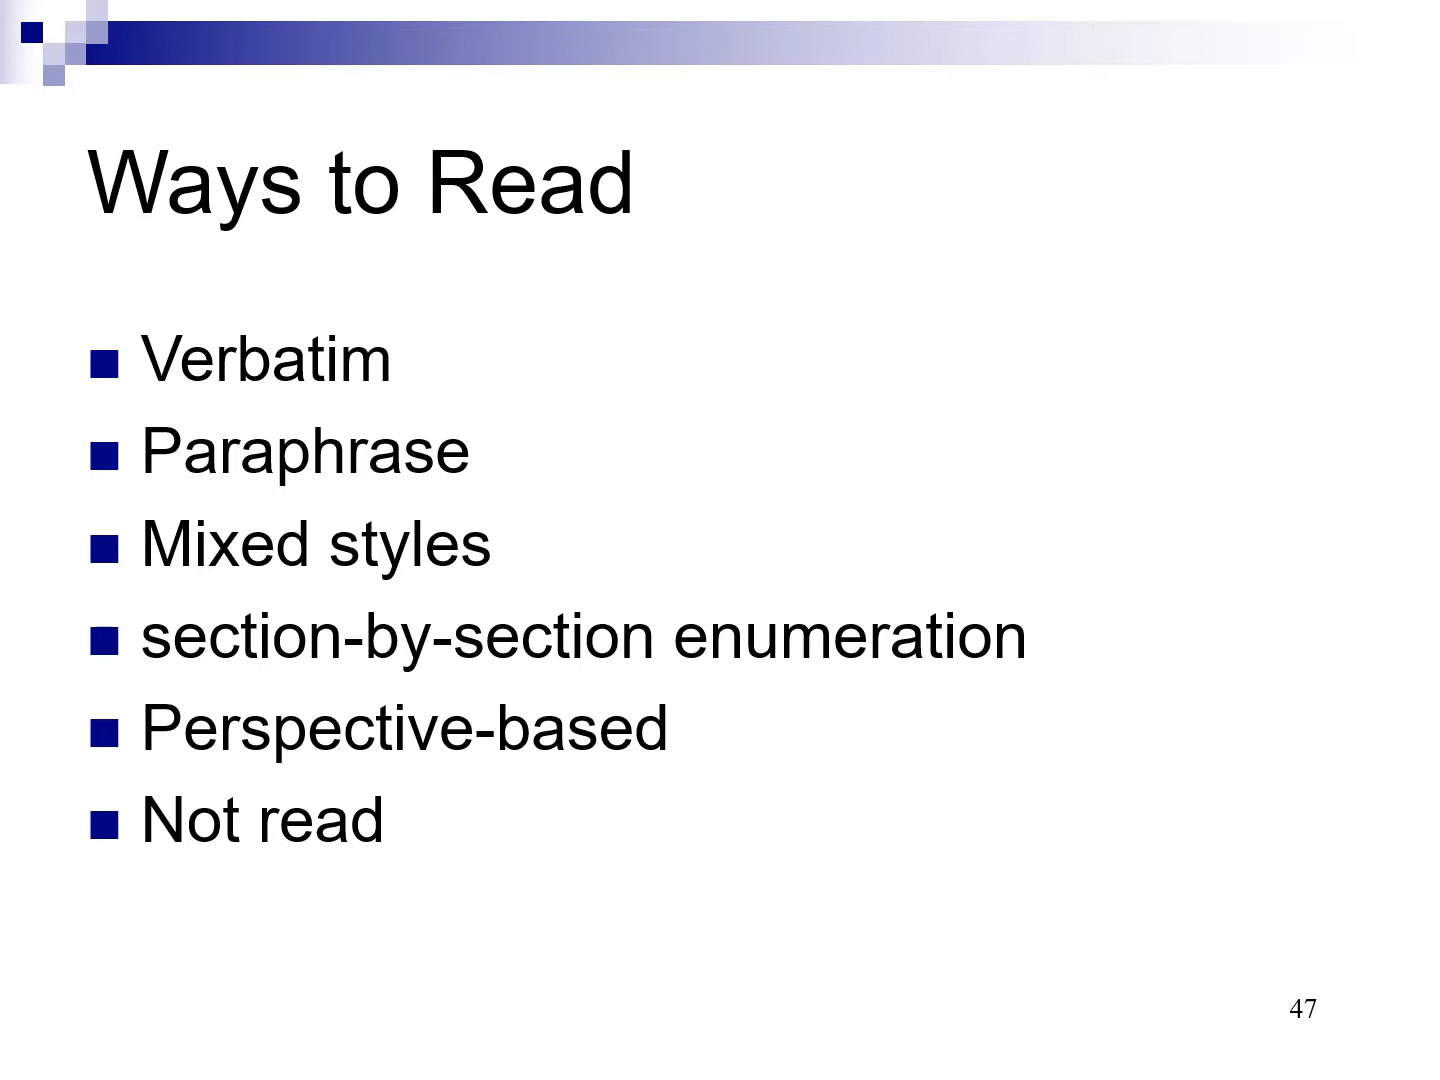 Ways to Read
Verbatim
Paraphrase
Mixed styles
section-by-section enumeration
Perspective-based
Not read
47